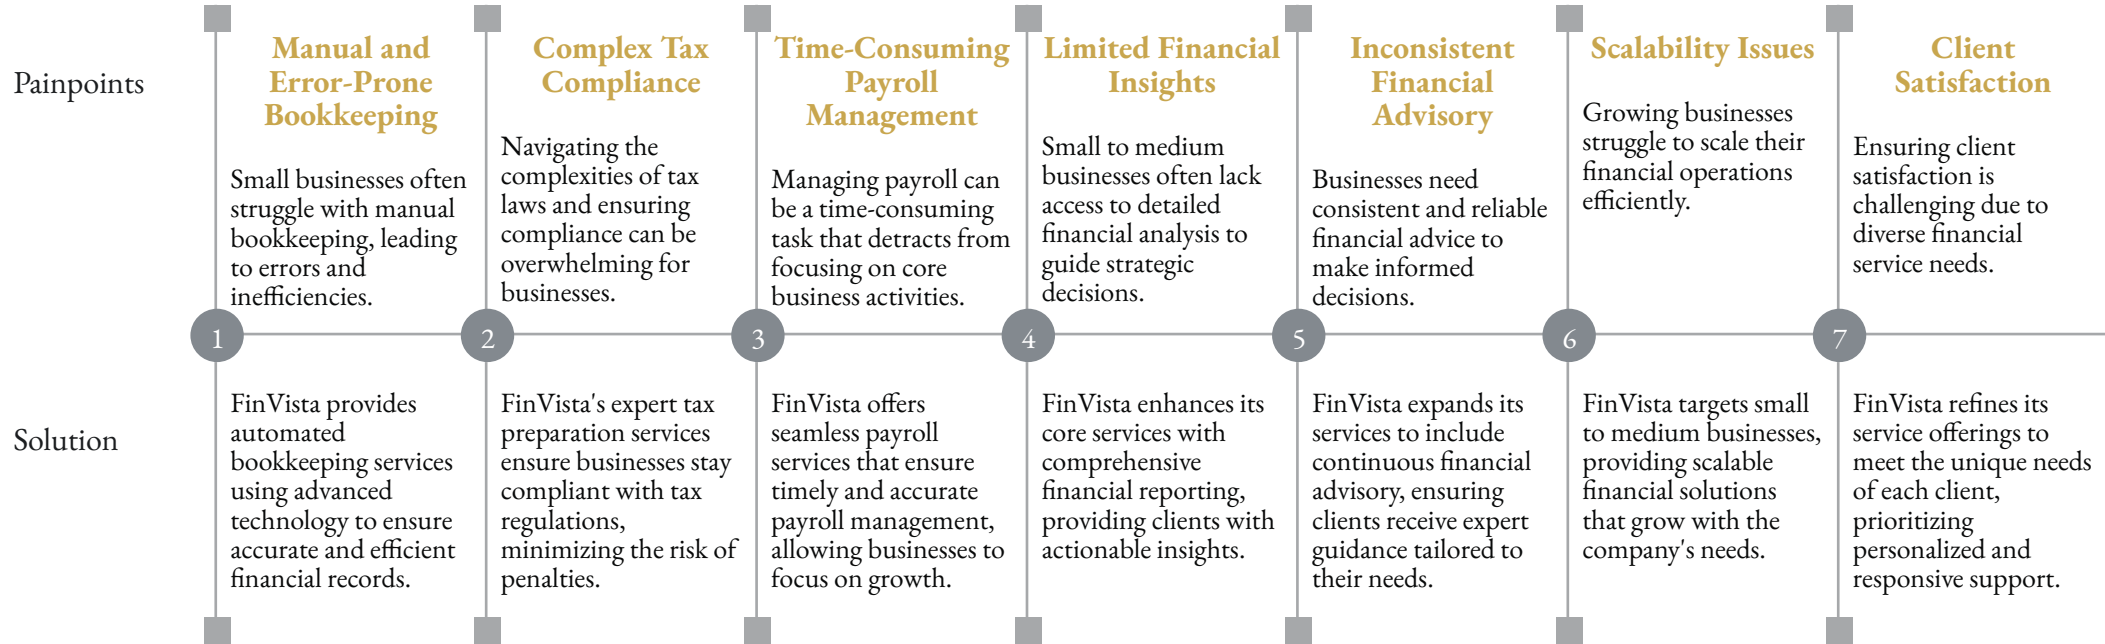 Painpoints
Manual and
Error-Prone
Bookkeeping
Small businesses often
struggle with manual
bookkeeping, leading
to errors and
inefficiencies.
Complex Tax
Compliance
Navigating the
complexities of tax
laws and ensuring
compliance can be
overwhelming for
businesses.
Time-Consuming
Payroll
Management
Managing payroll can
be a time-consuming
task that detracts from
focusing on core
business activities.
Limited Financial
Insights
Small to medium
businesses often lack
access to detailed
financial analysis to
guide strategic
decisions.
Inconsistent
Financial
Advisory
Businesses need
consistent and reliable
financial advice to
make informed
decisions.
Scalability Issues
Growing businesses
struggle to scale their
financial operations
efficiently.
Client
Satisfaction
Ensuring client
satisfaction is
challenging due to
diverse financial
service needs.
1
2
3
4
5
6
7
Solution
FinVista provides
automated
bookkeeping services
using advanced
technology to ensure
accurate and efficient
financial records.
FinVista's expert tax
preparation services
ensure businesses stay
compliant with tax
regulations,
minimizing the risk of
penalties.
FinVista offers
seamless payroll
services that ensure
timely and accurate
payroll management,
allowing businesses to
focus on growth.
FinVista enhances its
core services with
comprehensive
financial reporting,
providing clients with
actionable insights.
FinVista expands its
services to include
continuous financial
advisory, ensuring
clients receive expert
guidance tailored to
their needs.
FinVista targets small
to medium businesses,
providing scalable
financial solutions
that grow with the
company's needs.
FinVista refines its
service offerings to
meet the unique needs
of each client,
prioritizing
personalized and
responsive support.